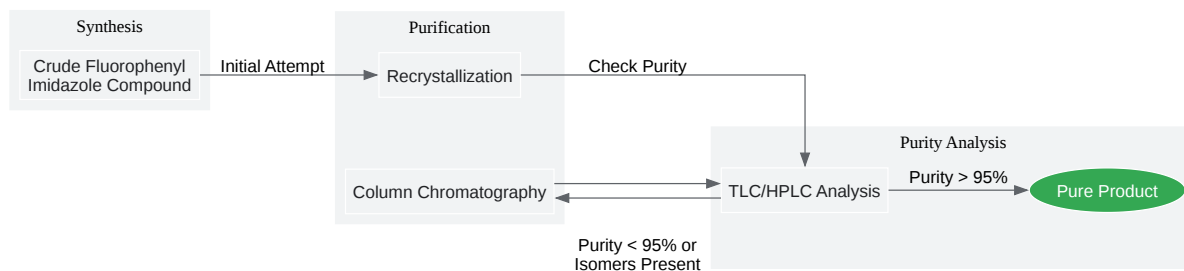 Synthesis
Crude Fluorophenyl
Imidazole Compound
Initial Attempt
Purification
Recrystallization
Check Purity
Column Chromatography
Purity Analysis
TLC/HPLC Analysis
Purity > 95%
Pure Product
Purity < 95% or
Isomers Present